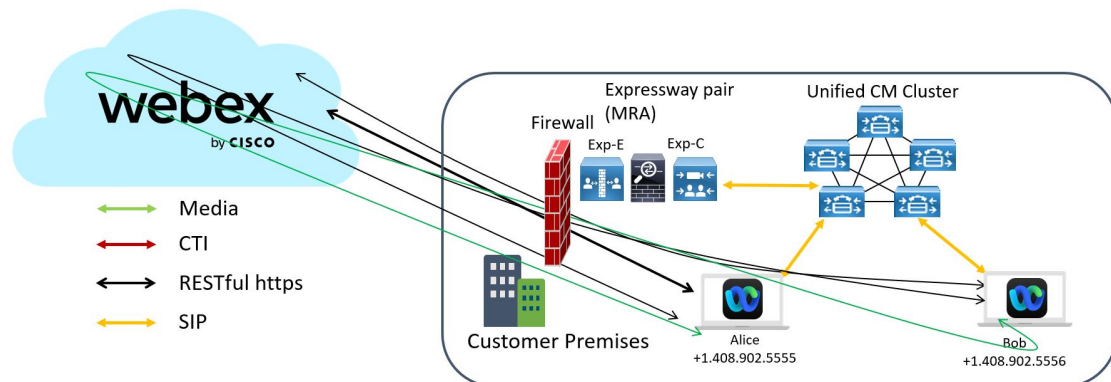 webex
by CISCO
Media
CTI
RESTful https
SIP
Expressway pair
(MRA)
Firewall
Exp-E
Exp-C
Unified CM Cluster
Customer Premises
Alice
+1.408.902.5555
Bob
+1.408.902.5556